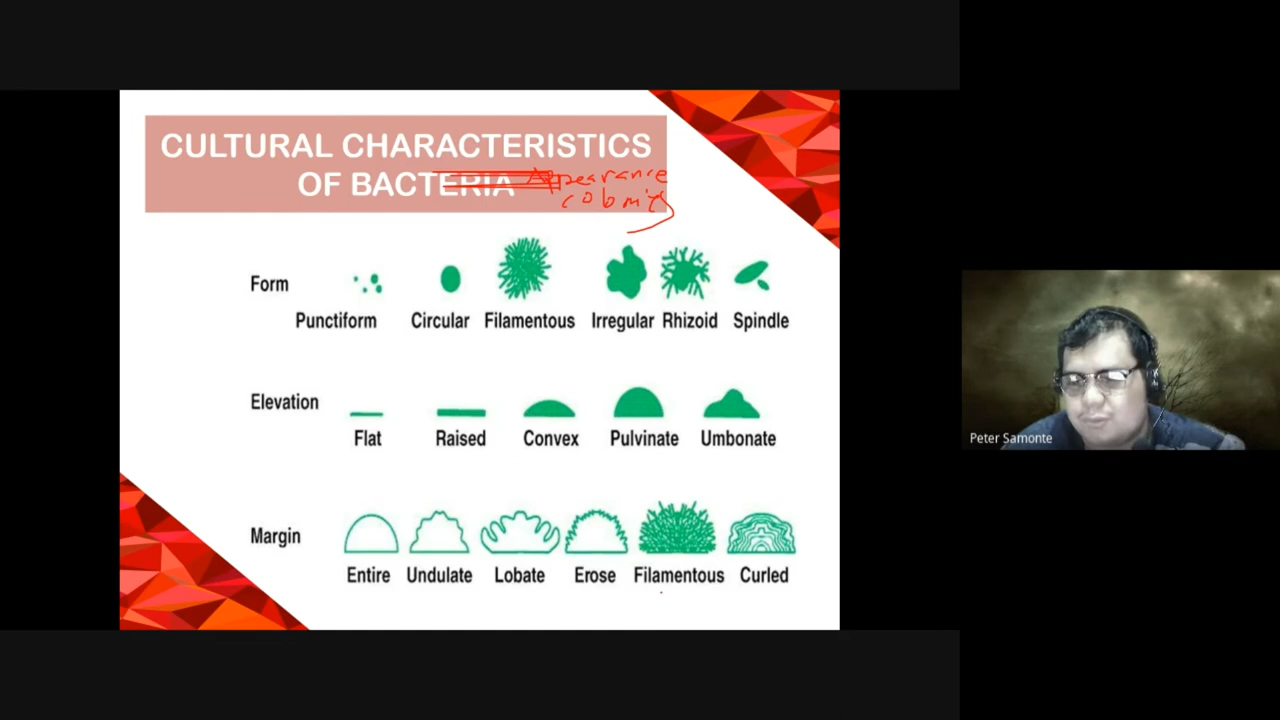 CULTURAL CHARACTERISTICS
OF BACTERIA
Appearance
colonies
Form
Punctiform Circular Filamentous Irregular Rhizoid Spindle
Elevation
Flat Raised Convex Pulvinate Umbonate
Margin
Entire Undulate Lobate Erose Filamentous Curled
Peter Samonte